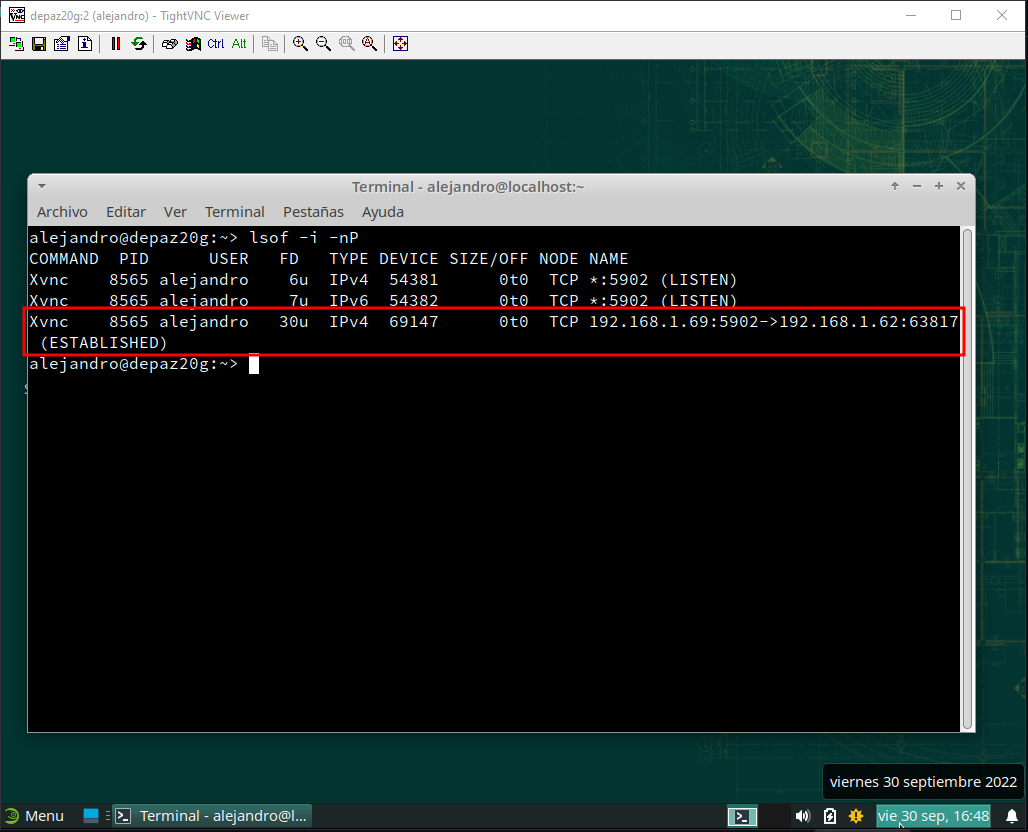 depaz20g:2 (alejandro) - TightVNC Viewer
Ctrl Alt
Terminal - alejandro@localhost:~
Archivo Editar Ver Terminal Pestañas Ayuda
alejandro@depaz20g:~> lsof -i -nP
COMMAND PID USER FD TYPE DEVICE SIZE/OFF NODE NAME
Xvnc 8565 alejandro 6u IPv4 54381 0t0 TCP *:5902 (LISTEN)
Xvnc 8565 alejandro 7u IPv6 54382 0t0 TCP *:5902 (LISTEN)
Xvnc 8565 alejandro 30u IPv4 69147 0t0 TCP 192.168.1.69:5902->192.168.1.62:63817
(ESTABLISHED)
alejandro@depaz20g:~>
viernes 30 septiembre 2022
Menu Terminal - alejandro@l... vie 30 sep, 16:48